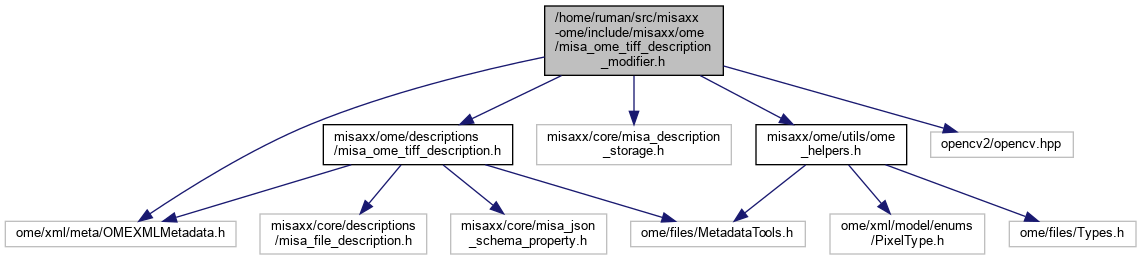 /home/ruman/src/misaxx
-ome/include/misaxx/ome
/misa_ome_tiff_description
_modifier.h
misaxx/ome/descriptions
/misa_ome_tiff_description.h
misaxx/core/misa_description
_storage.h
misaxx/ome/utils/ome
_helpers.h
opencv2/opencv.hpp
ome/xml/meta/OMEXMLMetadata.h
misaxx/core/descriptions
/misa_file_description.h
misaxx/core/misa_json
_schema_property.h
ome/files/MetadataTools.h
ome/xml/model/enums
/PixelType.h
ome/files/Types.h